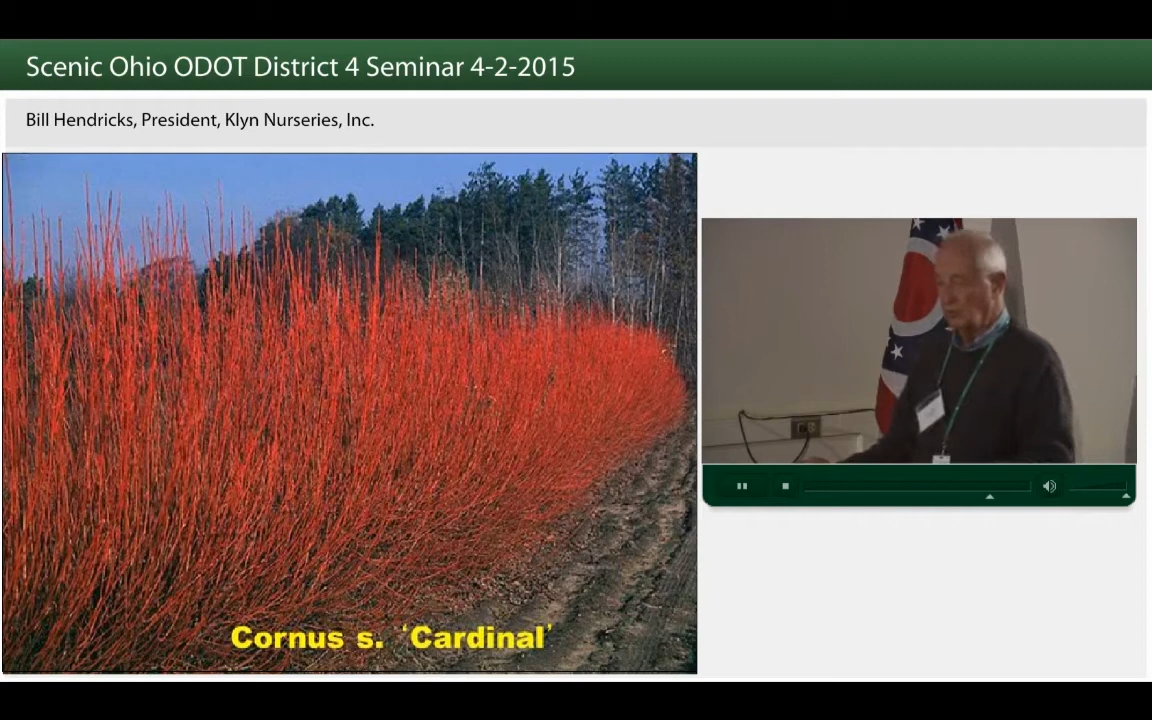 Scenic Ohio ODOT District 4 Seminar 4-2-2015
Bill Hendricks, President, Klyn Nurseries, Inc.
Cornus s. ‘Cardinal’